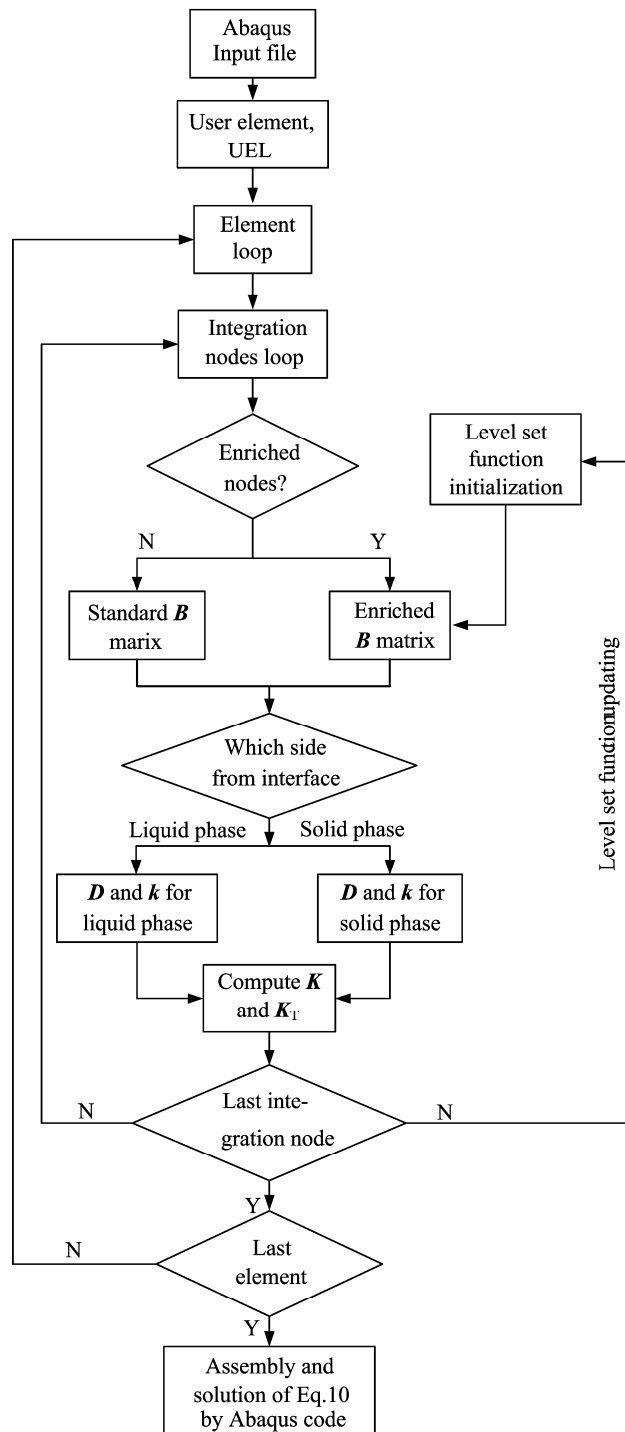 Abaqus
Input file
User element,
UEL
Element
loop
Integration
nodes loop
Enriched
nodes?
Level set
function
initialization
N
Y
Standard B
marix
Enriched
B matrix
Level set funtionupdating
Which side
from interface
Liquid phase
Solid phase
D and k for
liquid phase
D and k for
solid phase
Compute K
and KT
Last inte-
gration node
N
N
Y
Last
element
N
Y
Assembly and
solution of Eq.10
by Abaqus code